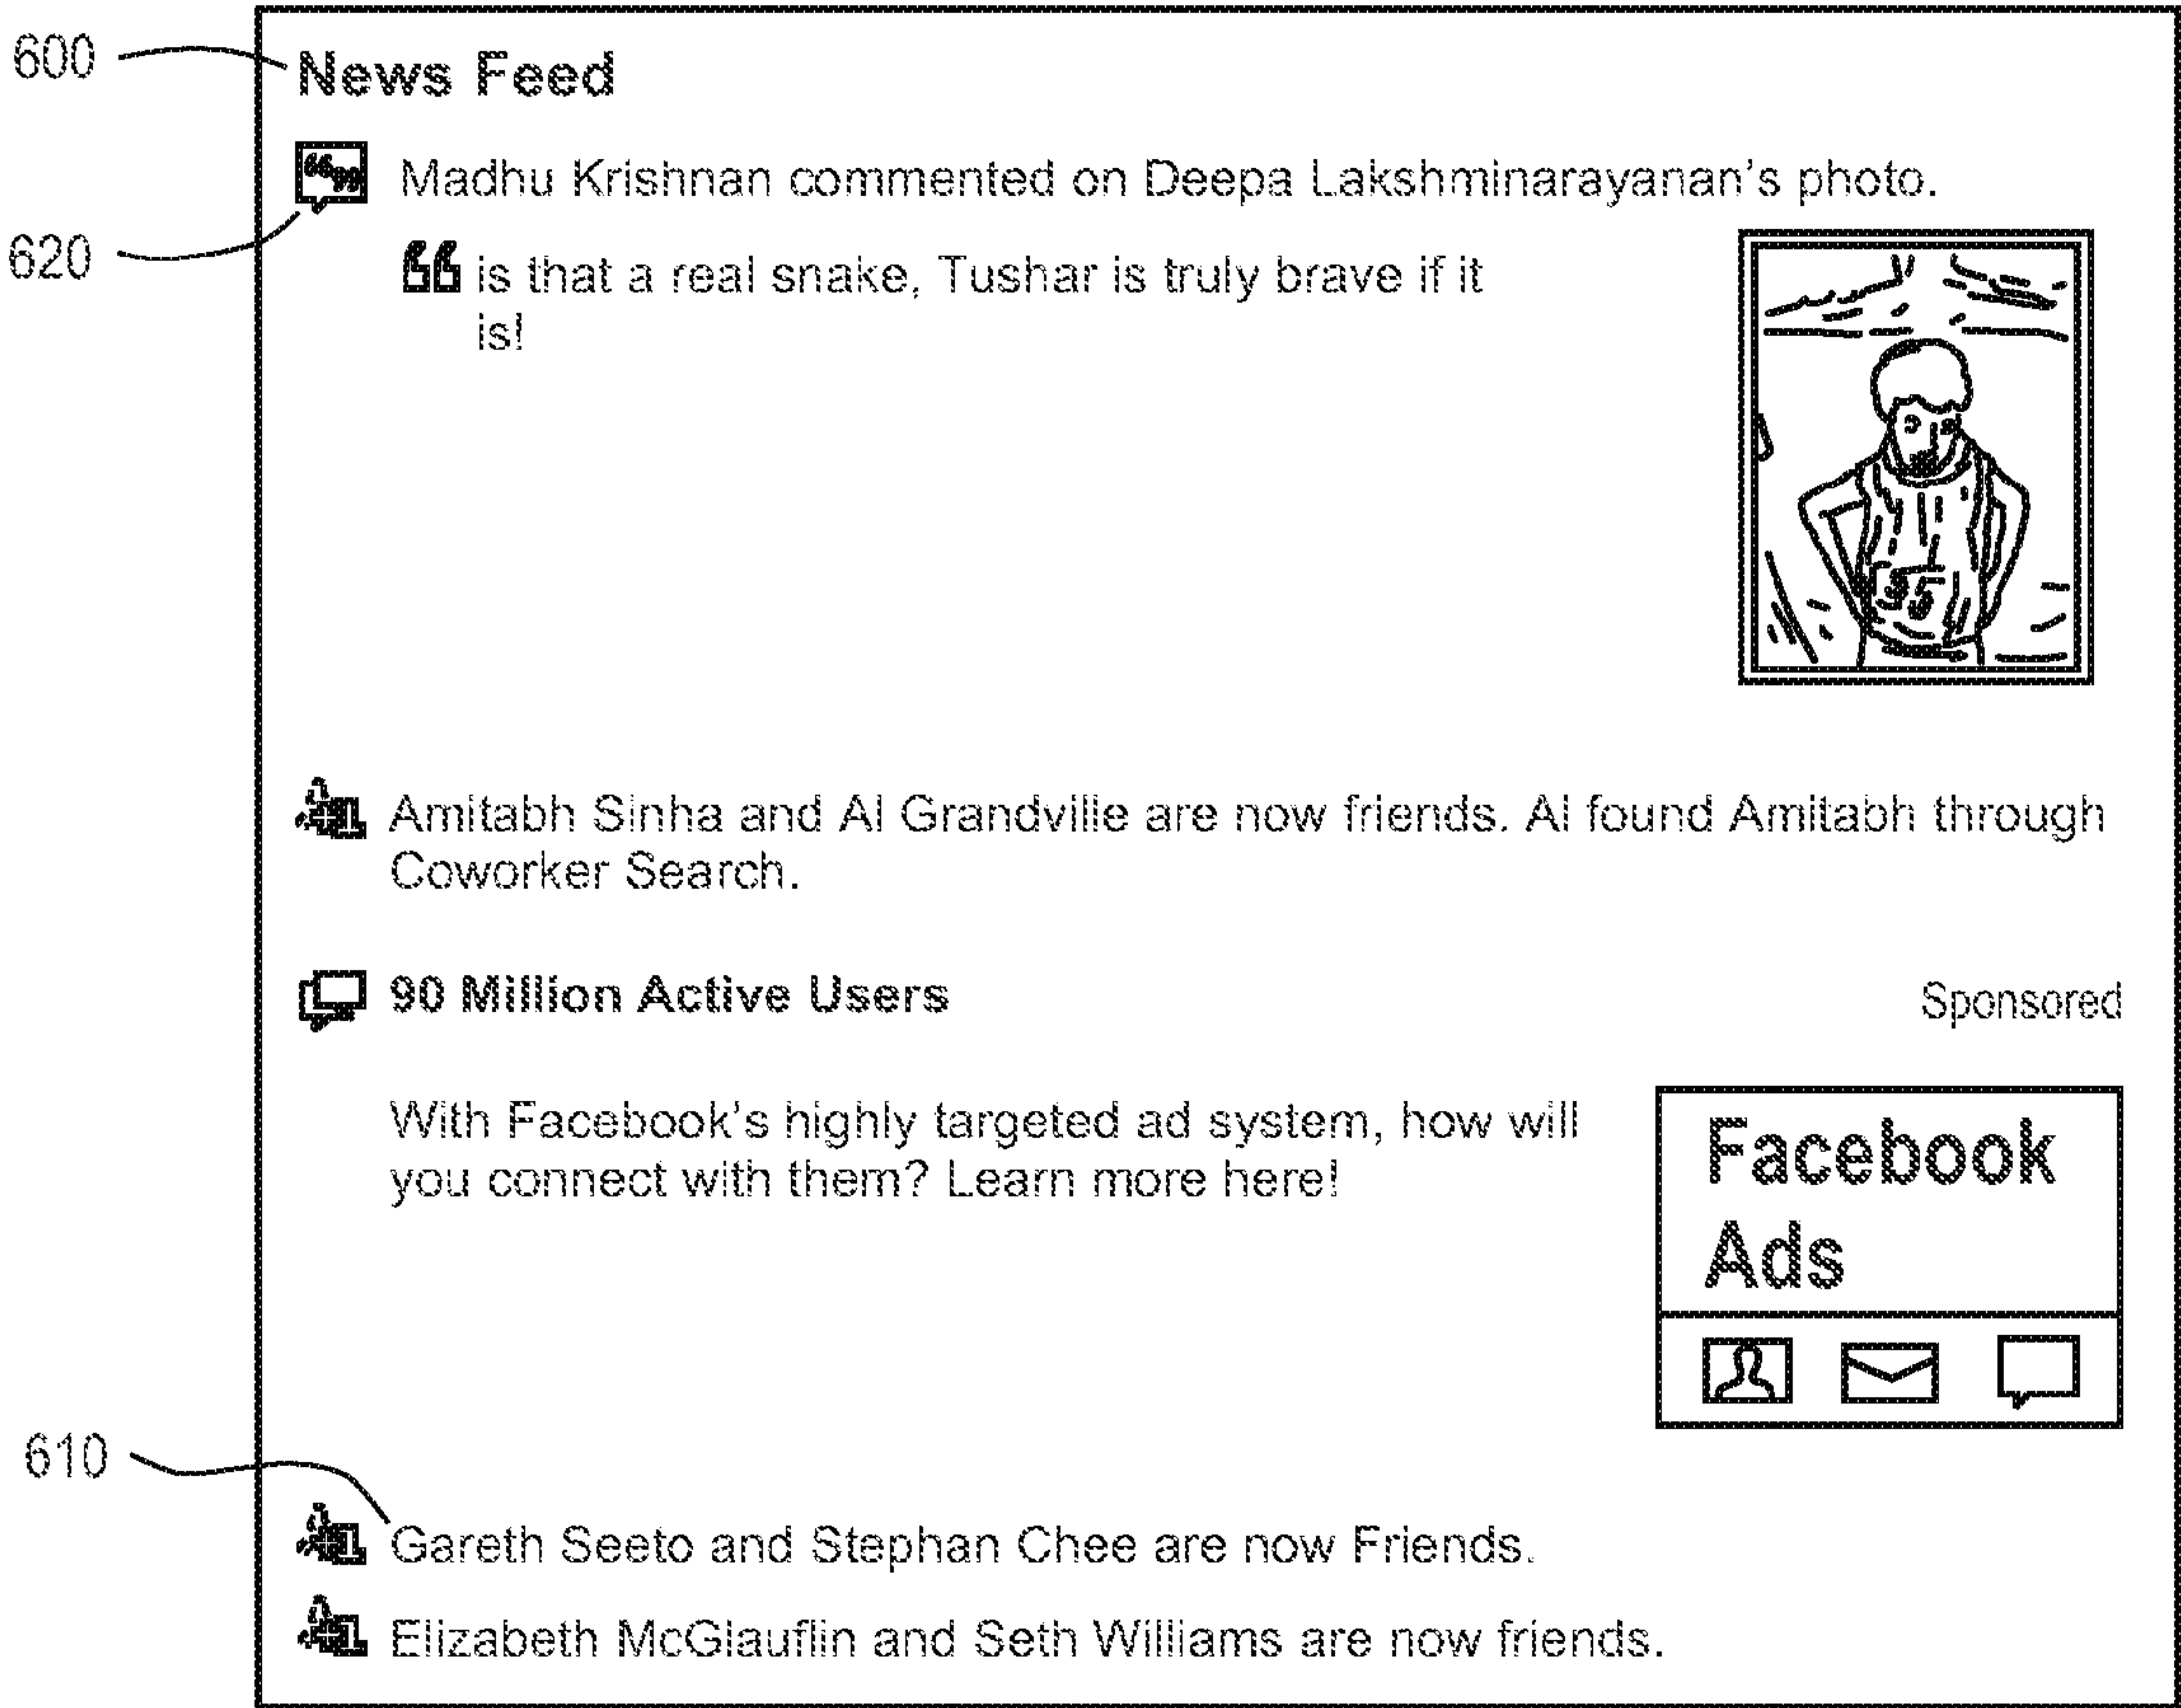 600
News Feed
Madhu Krishnan commented on Deepa Lakshminarayanan's photo.
620
“ is that a real snake, Tushar is truly brave if it
is!
Amitabh Sinha and Al Grandville are now friends. Al found Amitabh through
Coworker Search.
90 Million Active Users
Sponsored
With Facebook's highly targeted ad system, how will
you connect with them? Learn more here!
Facebook
Ads
610
Gareth Seeto and Stephan Chee are now Friends.
Elizabeth McGlauflin and Seth Williams are now friends.